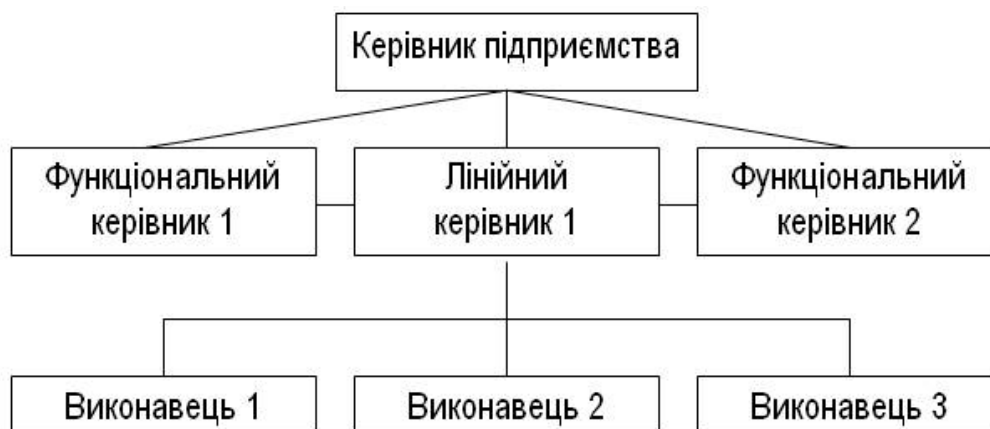 Керівник підприємства
Функціональний
керівник 1
Лінійний
керівник 1
Функціональний
керівник 2
Виконавець 1
Виконавець 2
Виконавець 3